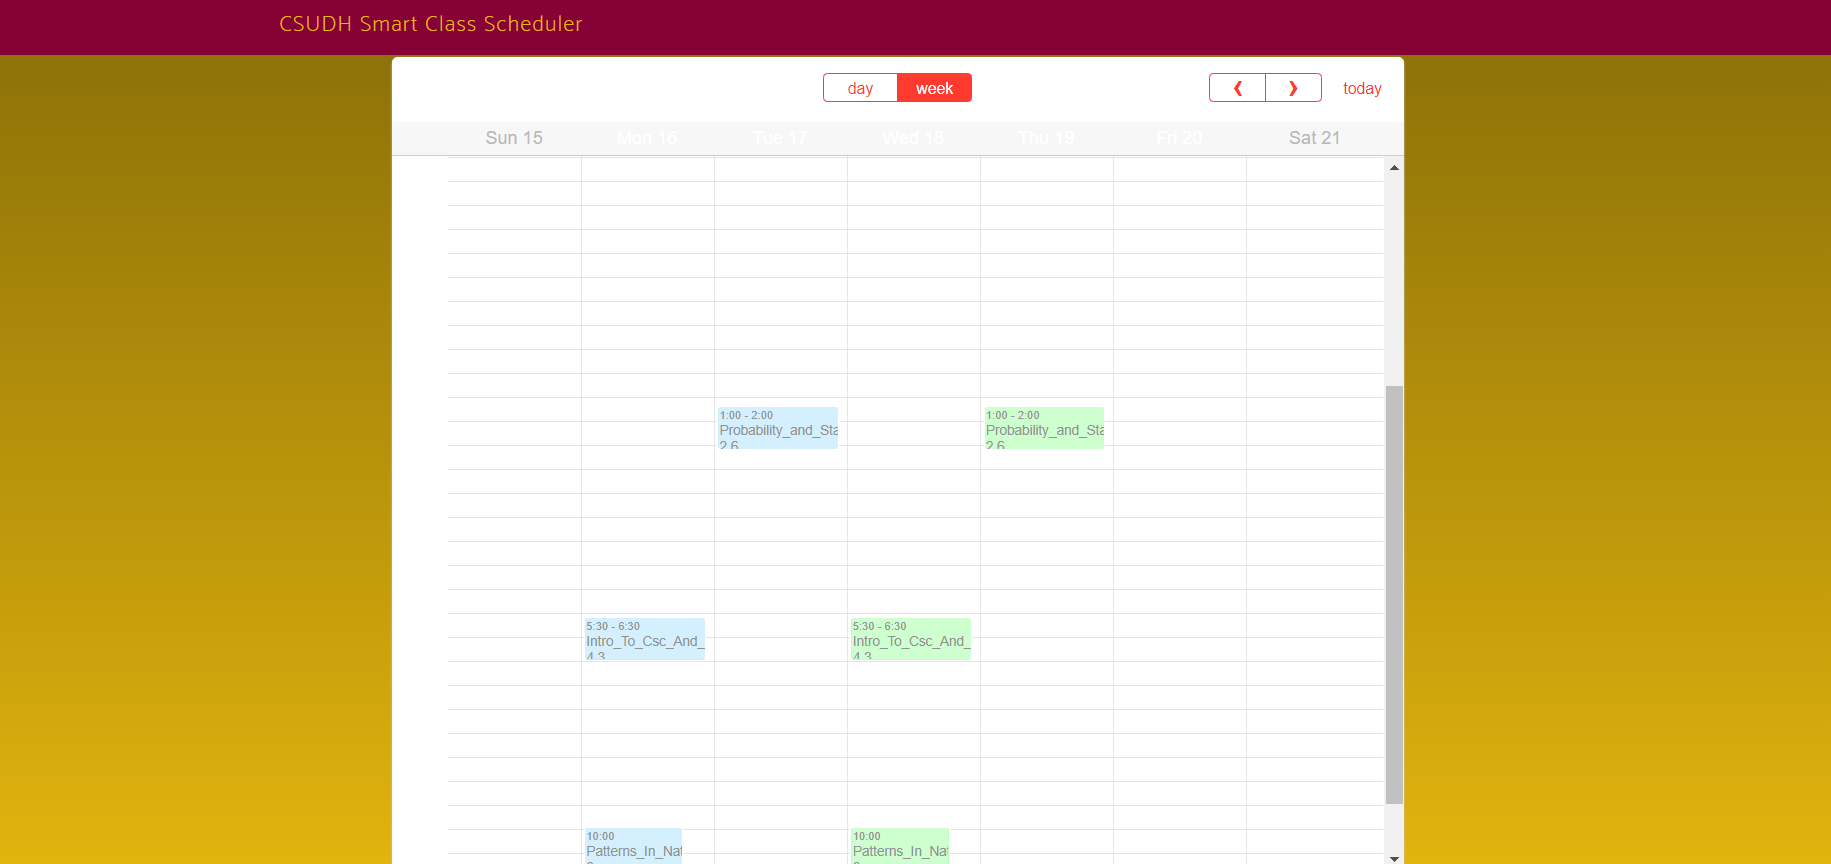 CSUDH Smart Class Scheduler
day week ❮ ❯ today
Sun 15 Mon 16 Tue 17 Wed 18 Thu 19 Fri 20 Sat 21
1:00 - 2:00
Probability_and_Sta
2.6
1:00 - 2:00
Probability_and_Sta
2.6
5:30 - 6:30
Intro_To_Csc_And_
4.3
5:30 - 6:30
Intro_To_Csc_And_
4.3
10:00
Patterns_In_Nat
10:00
Patterns_In_Nat